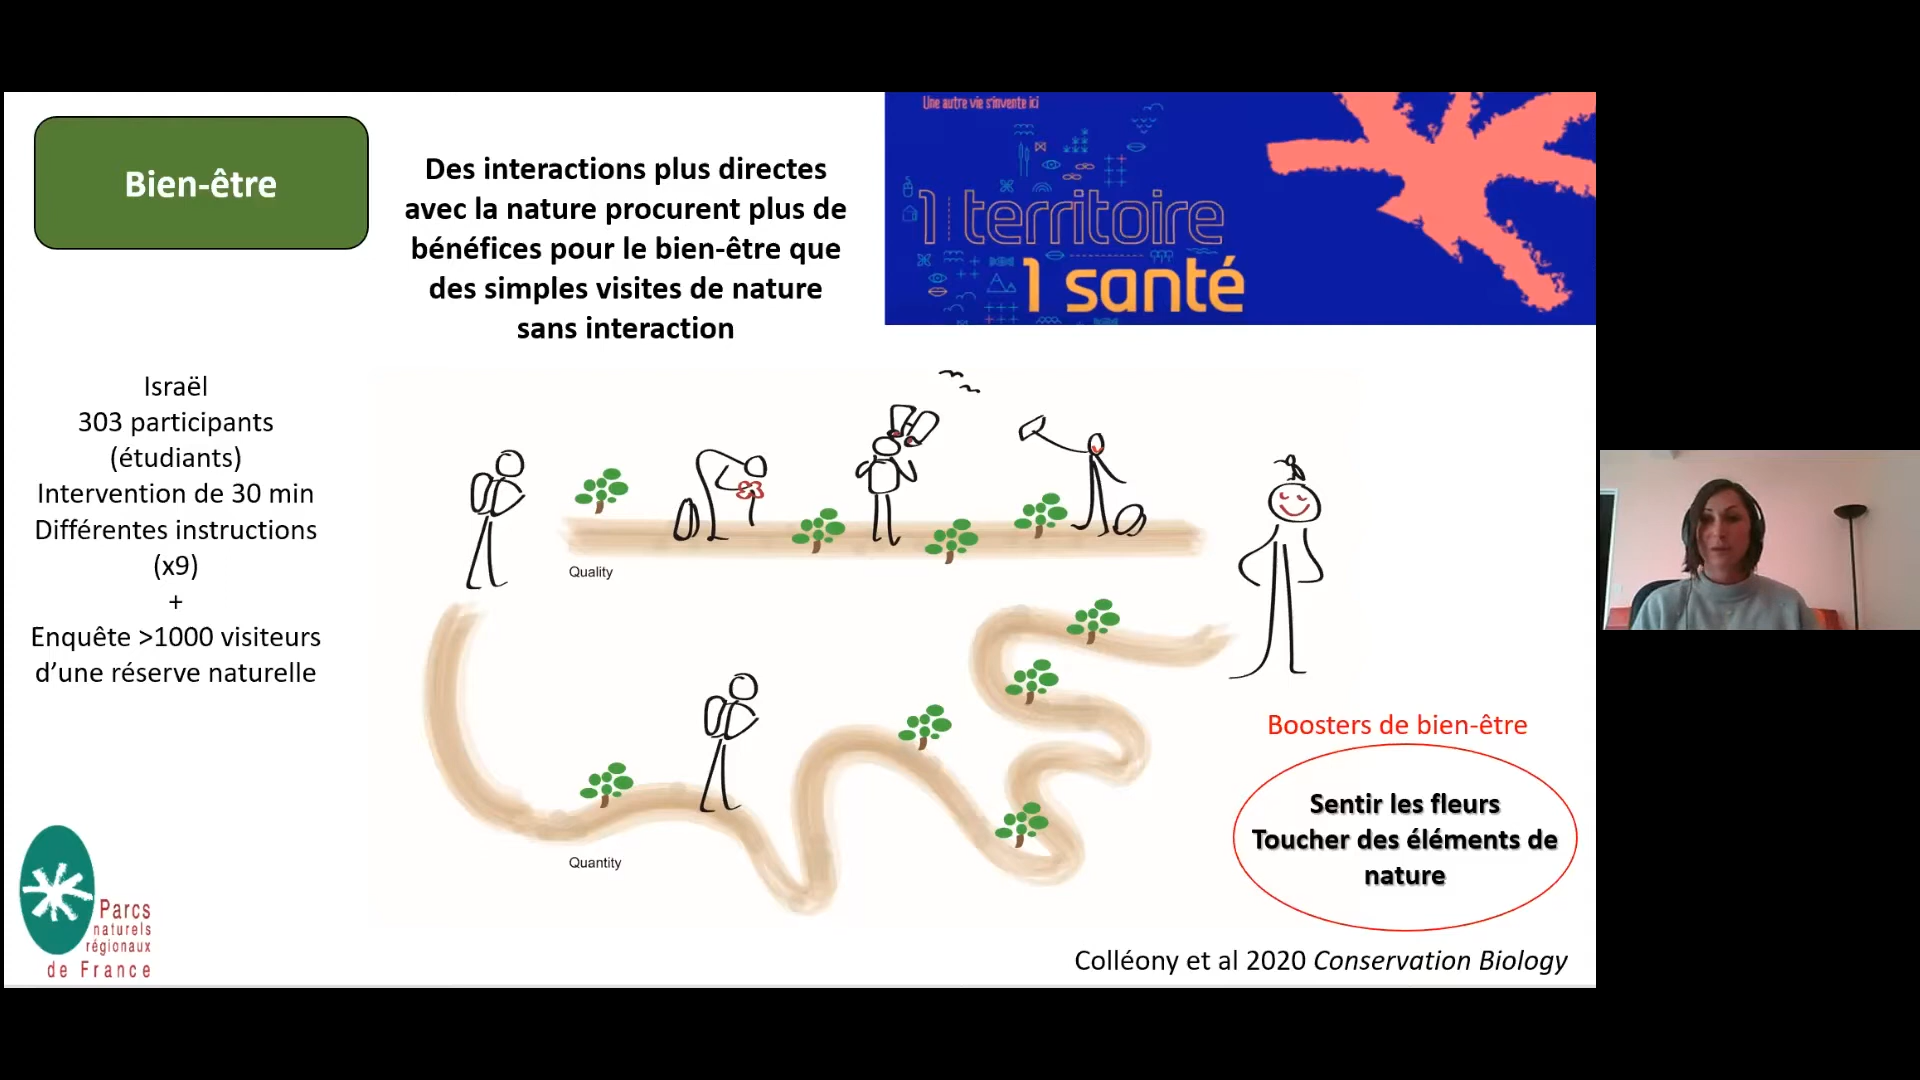 Bien-être
Des interactions plus directes
avec la nature procurent plus de
bénéfices pour le bien-être que
des simples visites de nature
sans interaction
Une autre vie s'invente ici
1 territoire
1 santé
Israël
303 participants
(étudiants)
Intervention de 30 min
Différentes instructions
(x9)
+
Enquête >1000 visiteurs
d’une réserve naturelle
Quality
Quantity
Boosters de bien-être
Sentir les fleurs
Toucher des éléments de
nature
Parcs
naturels
régionaux
de France
Colléony et al 2020 Conservation Biology